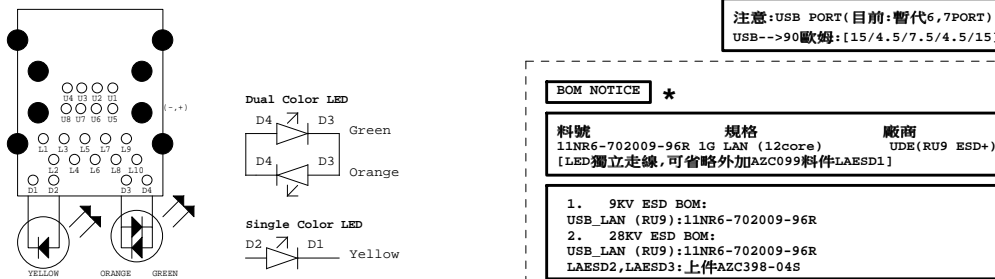 U4 U3 U2 U1
(-,+)
U8 U7 U6 U5
L1 L3 L5 L7 L9
L2 L4 L6 L8 L10
D1 D2 D3 D4
YELLOW ORANGE GREEN
Dual Color LED
D4 D3
Green
D4 D3
Orange
Single Color LED
D2 D1
Yellow
注意:USB PORT(目前:暫代6,7PORT)
USB-->90歐姆:[15/4.5/7.5/4.5/15]
BOM NOTICE *
料號 規格 廠商
11NR6-702009-96R 1G LAN (12core) UDE(RU9 ESD+)
[LED獨立走線,可省略外加AZC099料件LAESD1]
1. 9KV ESD BOM:
USB_LAN (RU9):11NR6-702009-96R
2. 28KV ESD BOM:
USB_LAN (RU9):11NR6-702009-96R
LAESD2,LAESD3:上件AZC398-04S